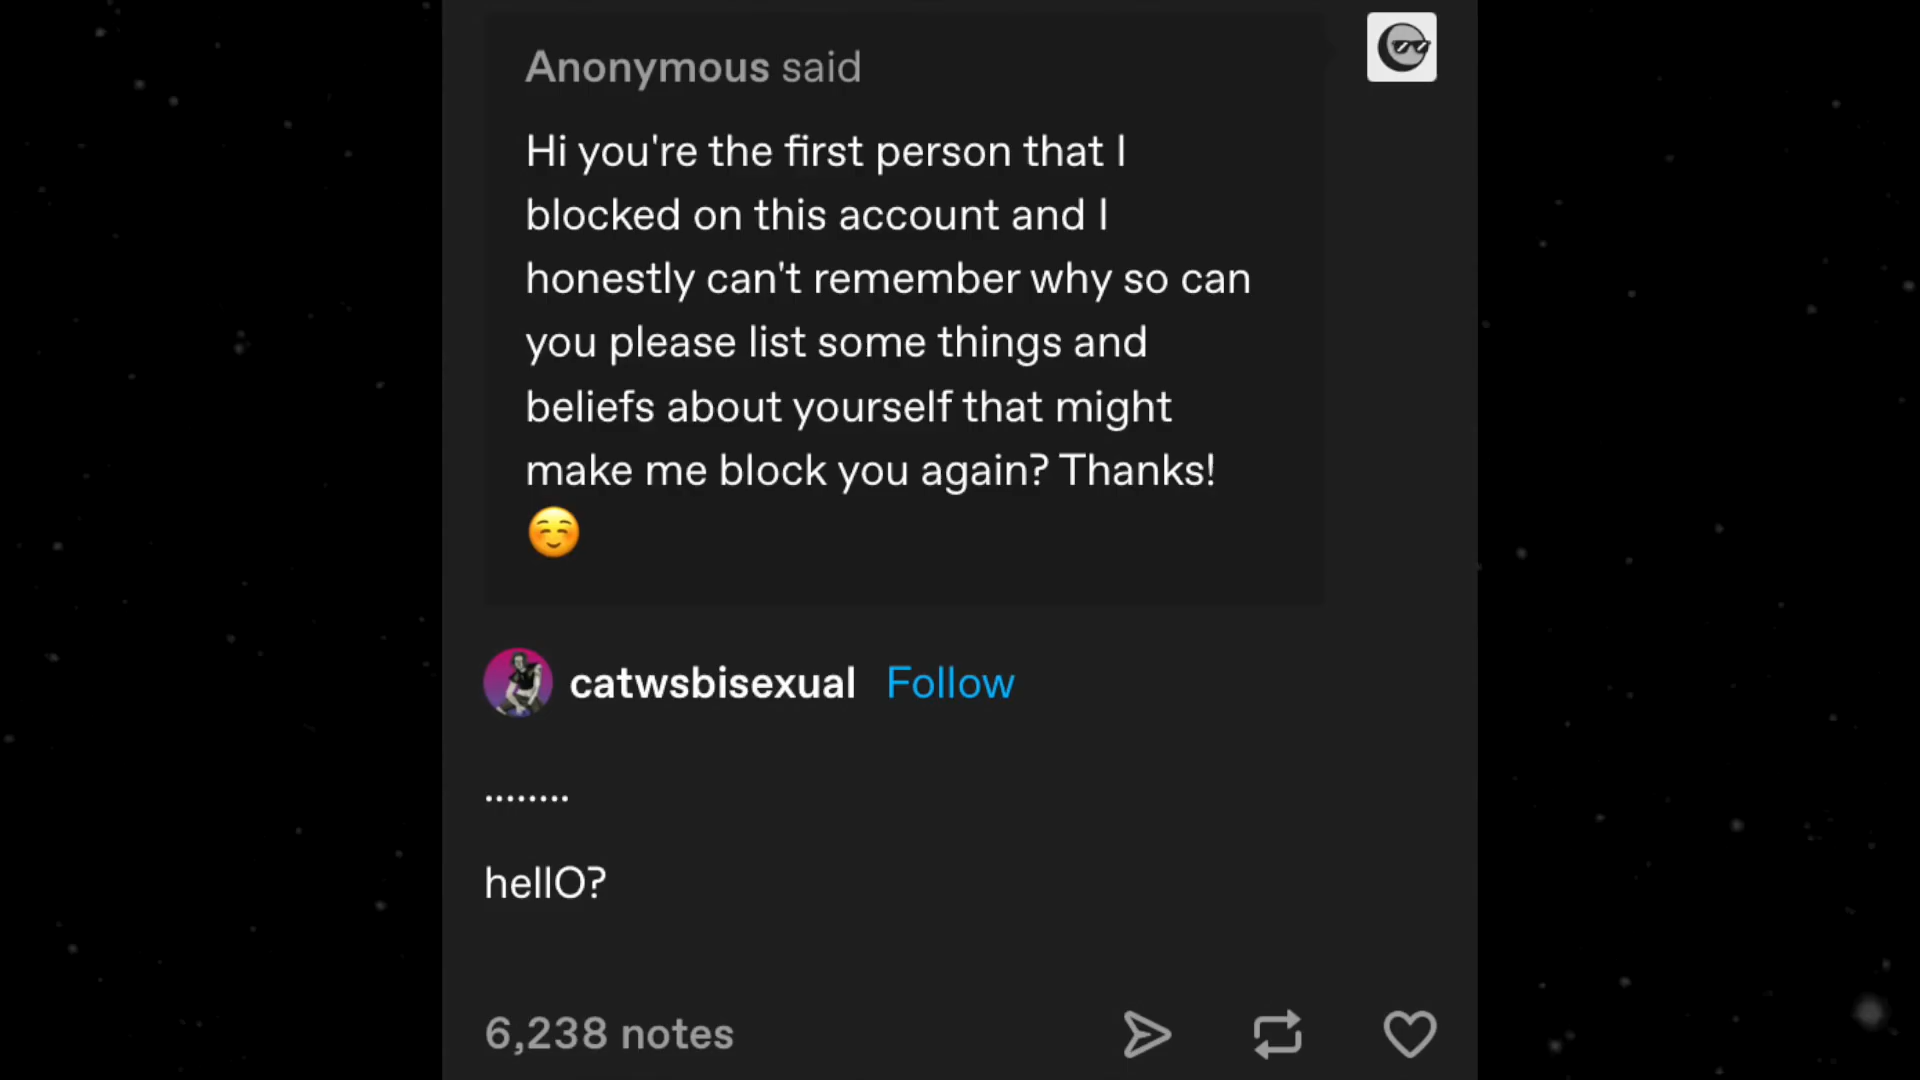 Anonymous said
Hi you're the first person that I
blocked on this account and I
honestly can't remember why so can
you please list some things and
beliefs about yourself that might
make me block you again? Thanks!
☺️
catwsbisexual Follow
........
hellO?
6,238 notes